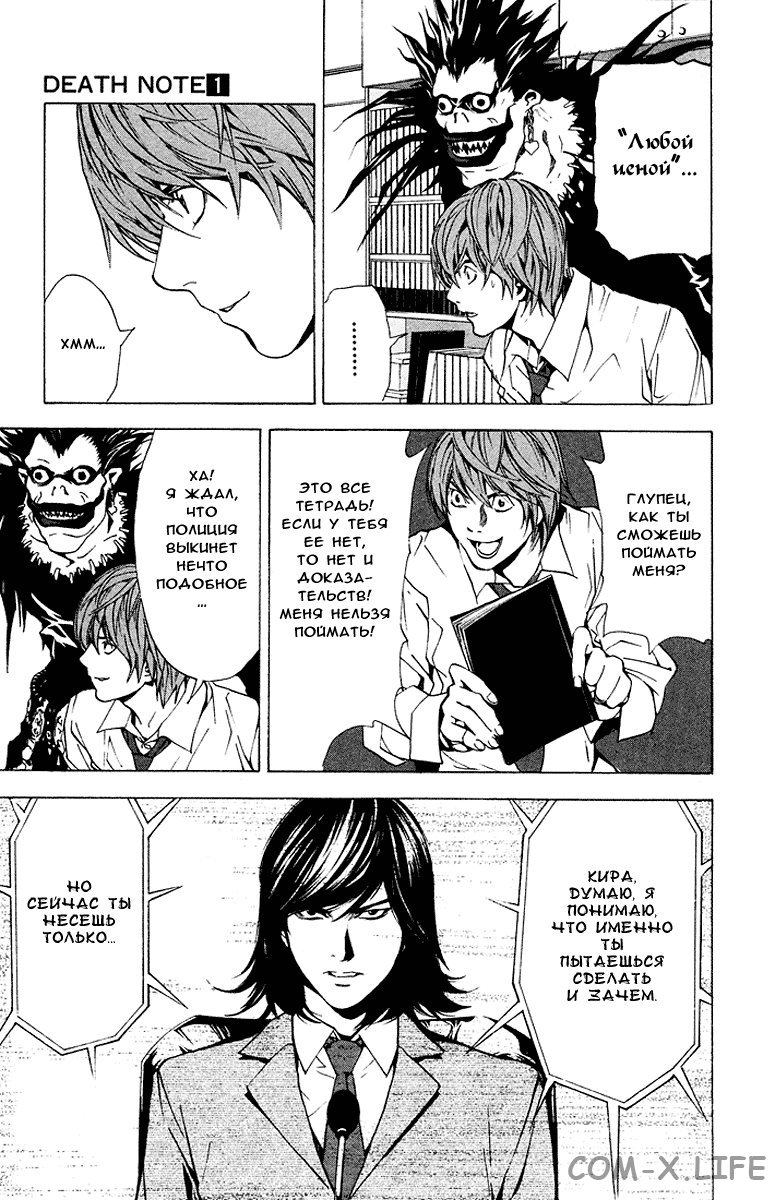 DEATH NOTE 1
"Любой
ценой"...
.........
ХММ...
ГЛУПЕЦ,
КАК ТЫ
СМОЖЕШЬ
ПОЙМАТЬ
МЕНЯ?
ЭТО ВСЕ
ТЕТРАДЬ!
ЕСЛИ У ТЕБЯ
ЕЕ НЕТ,
ТО НЕТ И
ДОКАЗА-
ТЕЛЬСТВ!
МЕНЯ НЕЛЬЗЯ
ПОЙМАТЬ!
ХА!
Я ЖДАЛ,
ЧТО
ПОЛИЦИЯ
ВЫКИНЕТ
НЕЧТО
ПОДОБНОЕ
...
КИРА,
ДУМАЮ, Я
ПОНИМАЮ,
ЧТО ИМЕННО
ТЫ
ПЫТАЕШЬСЯ
СДЕЛАТЬ
И ЗАЧЕМ.
НО
СЕЙЧАС ТЫ
НЕСЕШЬ
ТОЛЬКО...
COM-X.LIFE